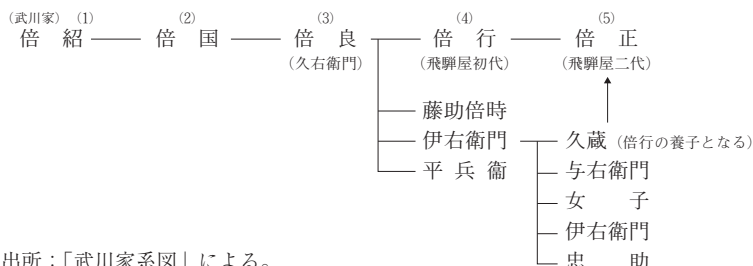 (武川家) (1) (2) (3) (4) (5)
倍 紹 倍 国 倍 良 倍 行 倍 正
(久右衛門) (飛騨屋初代) (飛騨屋二代)
藤助倍時
伊右衛門 久蔵 (倍行の養子となる)
平 兵 衞 与右衛門
女 子
伊右衛門
出所:「武川家系図」による。 忠 助